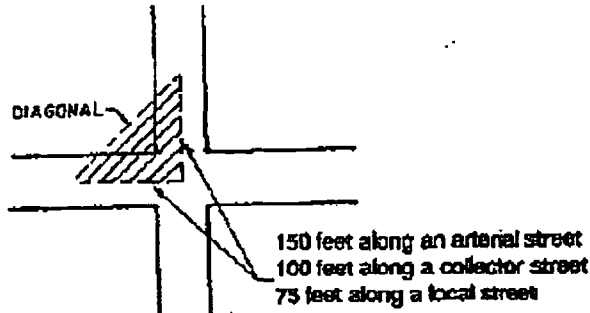 DIAGONAL
150 feet along an arterial street
100 feet along a collector street
75 feet along a local street